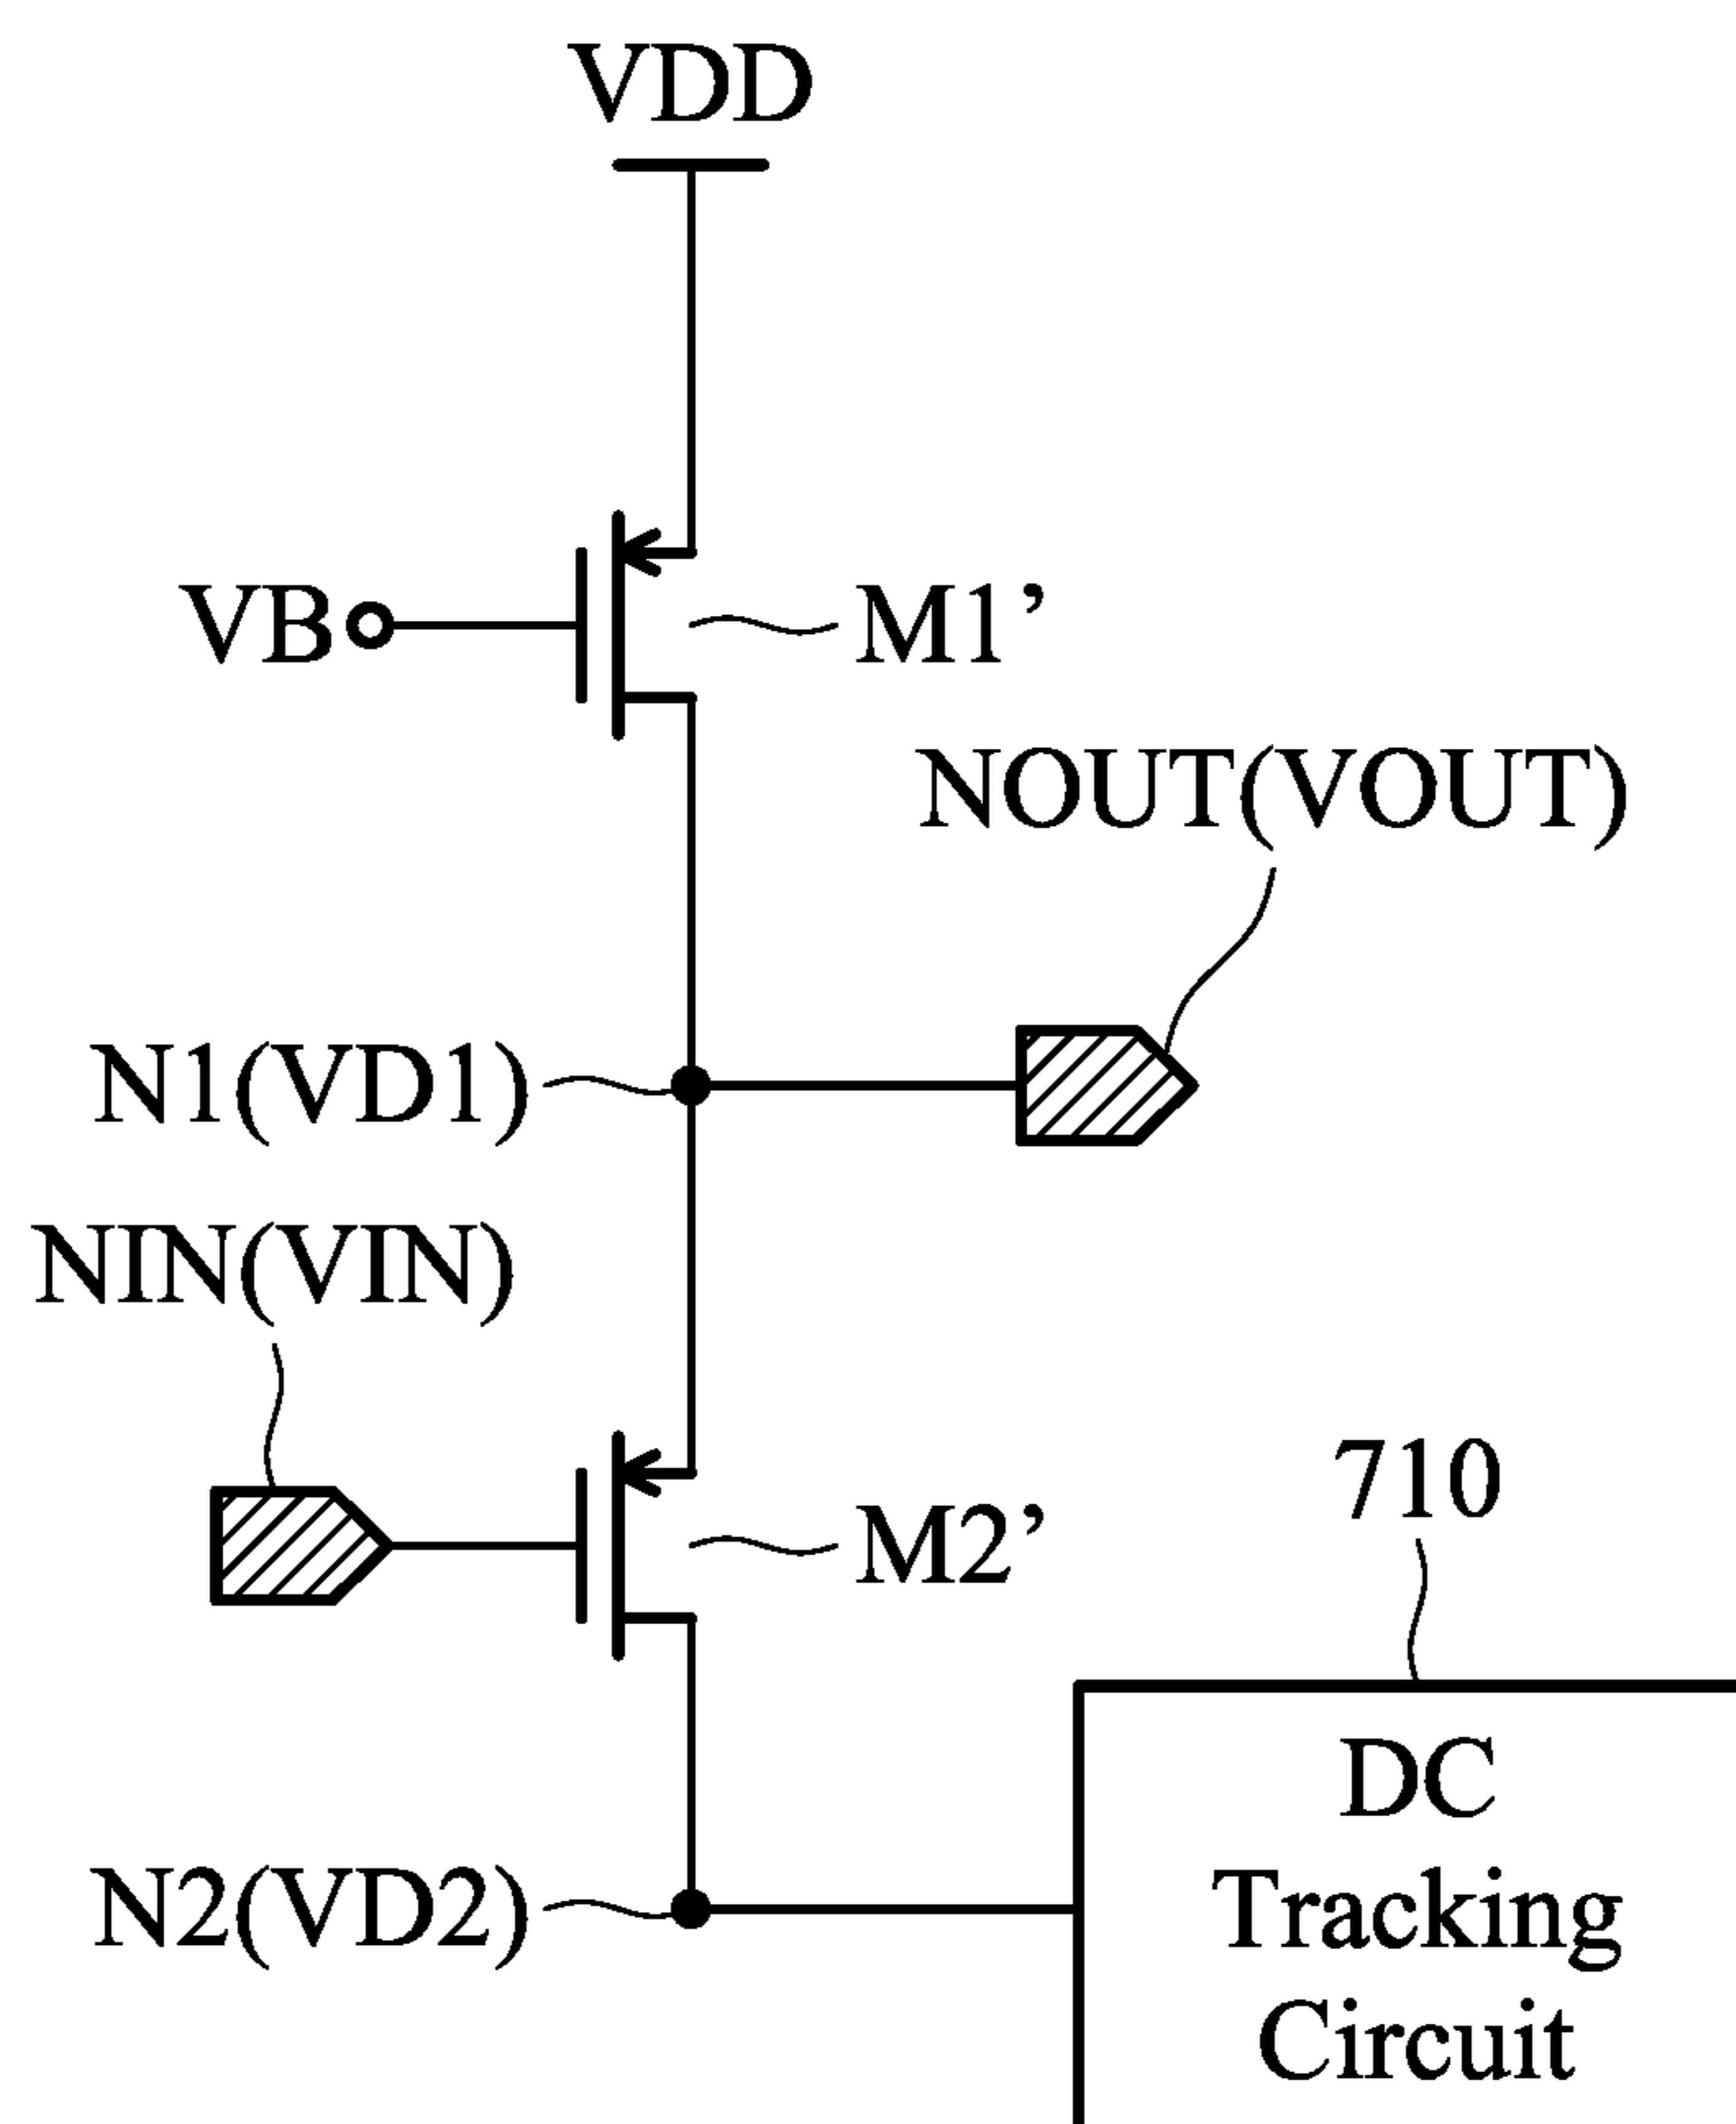 VDD
VB
M1’
NOUT(VOUT)
N1(VD1)
NIN(VIN)
M2’
710
DC
Tracking
Circuit
N2(VD2)